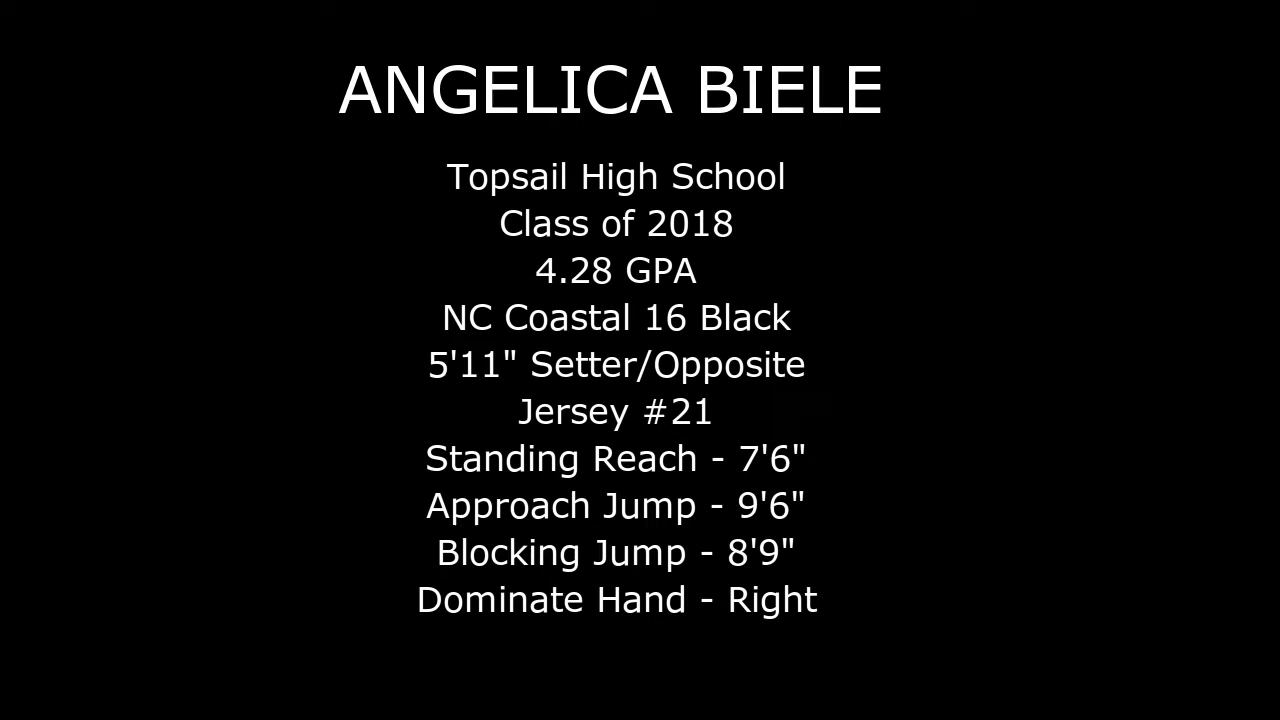 ANGELICA BIELE
Topsail High School
Class of 2018
4.28 GPA
NC Coastal 16 Black
5'11" Setter/Opposite
Jersey #21
Standing Reach - 7'6"
Approach Jump - 9'6"
Blocking Jump - 8'9"
Dominate Hand - Right